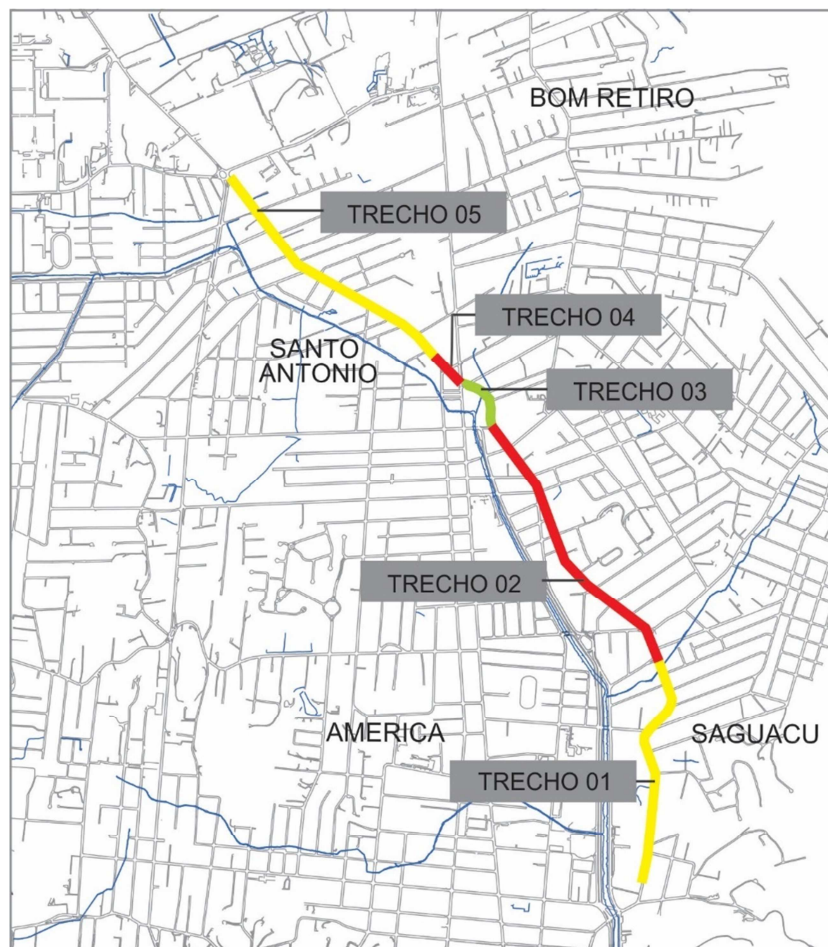 BOM RETIRO
TRECHO 05
TRECHO 04
SANTO
ANTONIO
TRECHO 03
TRECHO 02
AMERICA
SAGUACU
TRECHO 01